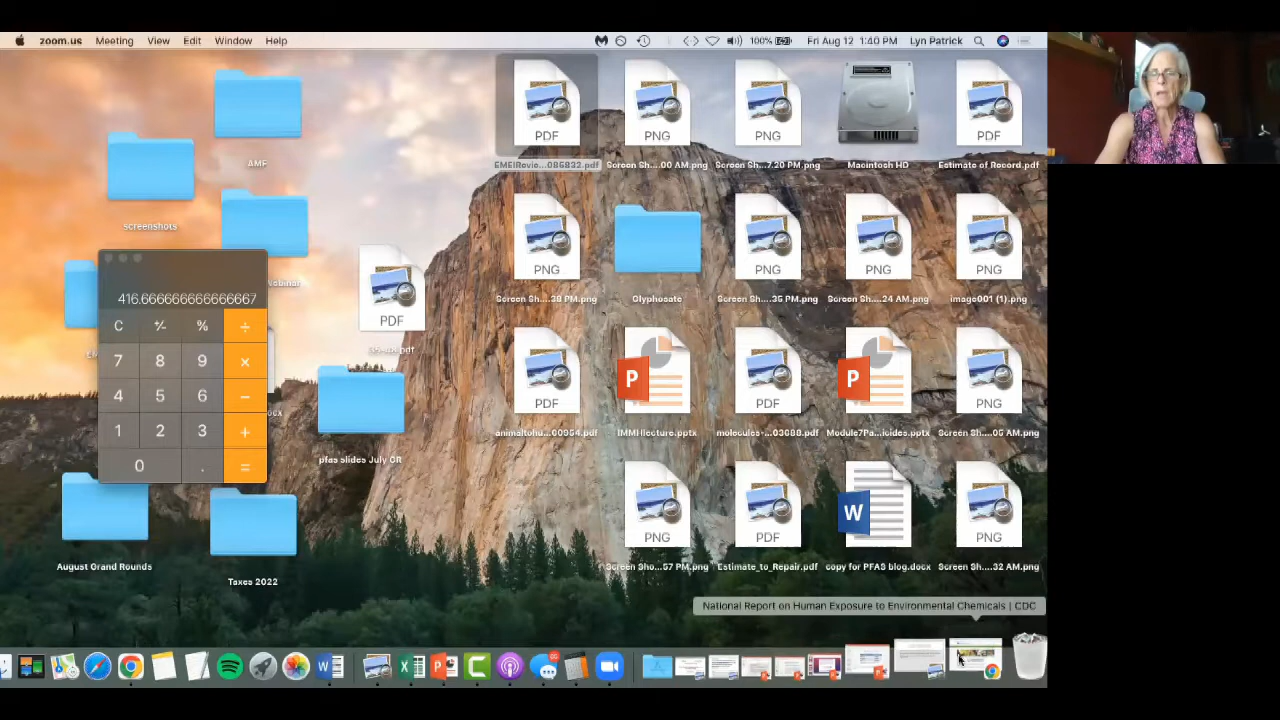 zoom.us Meeting View Edit Window Help 100% Fri Aug 12 1:40 PM Lyn Patrick
AMF
screenshots
PDF PNG PNG PDF
Screen Sh....00 AM.png Screen Sh....7.20 PM.png Macintosh HD Estimate of Record.pdf
PNG PNG PNG PNG
Screen Sh....38 PM.png Glyphosate Screen Sh....35 PM.png Screen Sh....24 AM.png image001 (1).png
PDF
416.666666666666667
C +/- % ÷
7 8 9 ×
4 5 6 −
1 2 3 +
0 . =
PDF P PDF P PNG
animaltohu....00954.pdf IMMHlecture.pptx molecules-...03688.pdf Module7Pa...icides.pptx Screen Sh....05 AM.png
pfas slides July GR
PNG PDF W PNG
August Grand Rounds
Taxes 2022
Screen Sho....57 PM.png Estimate_to_Repair.pdf copy for PFAS blog.docx Screen Sh....32 AM.png
National Report on Human Exposure to Environmental Chemicals | CDC